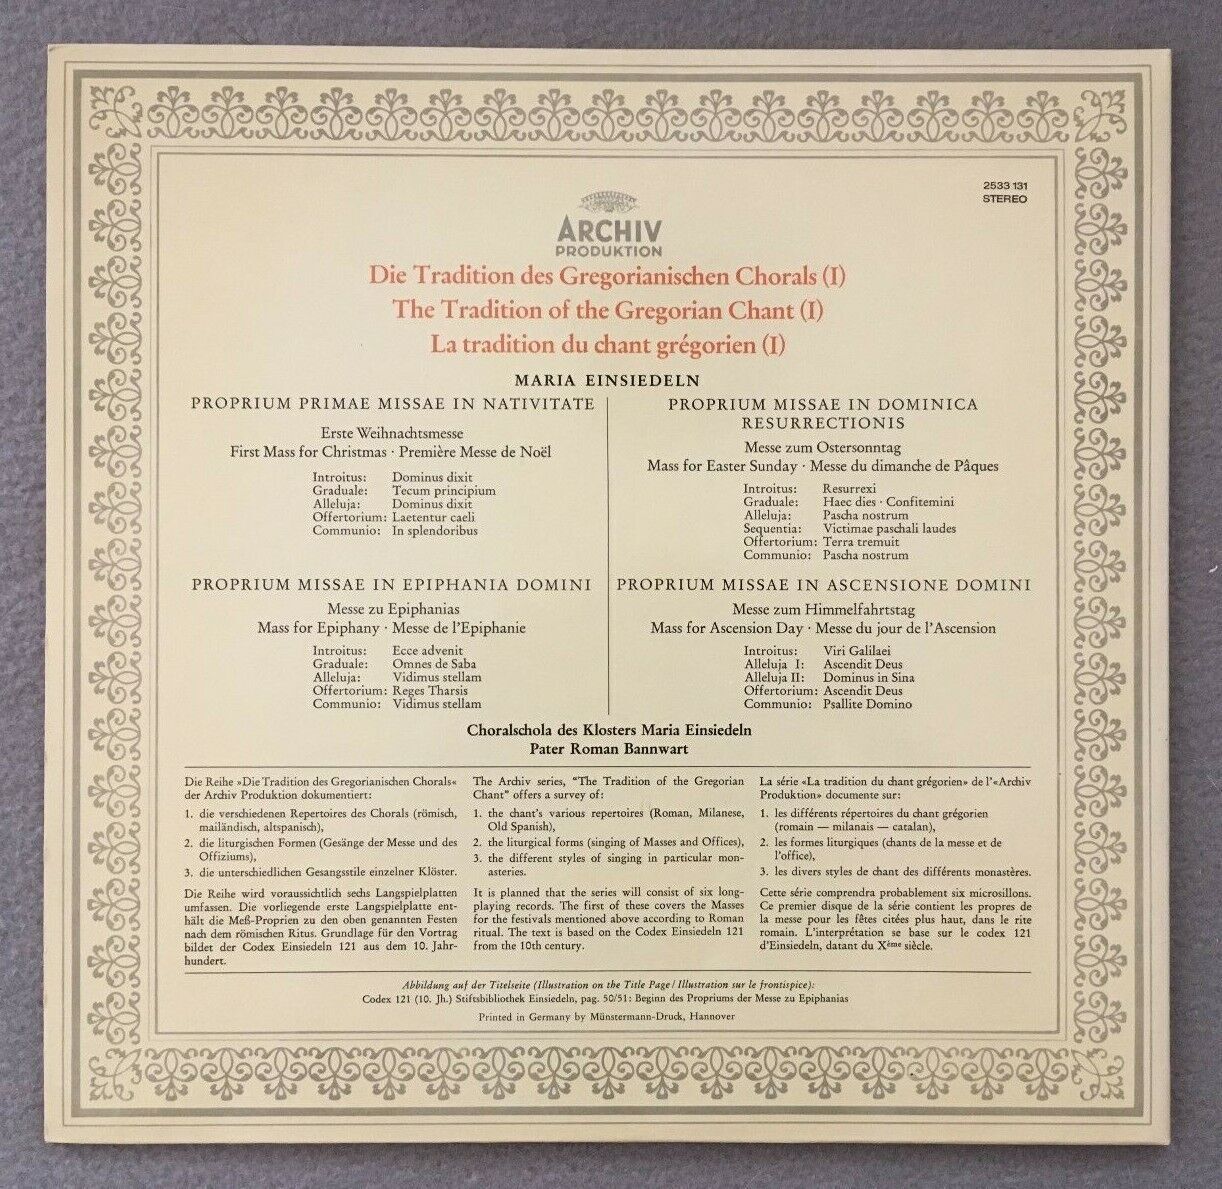 2533 131
STEREO
ARCHIV
PRODUKTION
Die Tradition des Gregorianischen Chorals (I)
The Tradition of the Gregorian Chant (I)
La tradition du chant grégorien (I)
MARIA EINSIEDELN
PROPRIUM PRIMAE MISSAE IN NATIVITATE
Erste Weihnachtsmesse
First Mass for Christmas · Première Messe de Noël
Introitus: Dominus dixit
Graduale: Tecum principium
Alleluja: Dominus dixit
Offertorium: Laetentur caeli
Communio: In splendoribus
PROPRIUM MISSAE IN EPIPHANIA DOMINI
Messe zu Epiphanias
Mass for Epiphany · Messe de l'Epiphanie
Introitus: Ecce advenit
Graduale: Omnes de Saba
Alleluja: Vidimus stellam
Offertorium: Reges Tharsis
Communio: Vidimus stellam
PROPRIUM MISSAE IN DOMINICA
RESURRECTIONIS
Messe zum Ostersonntag
Mass for Easter Sunday · Messe du dimanche de Pâques
Introitus: Resurrexi
Graduale: Haec dies · Confitemini
Alleluja: Pascha nostrum
Sequentia: Victimae paschali laudes
Offertorium: Terra tremuit
Communio: Pascha nostrum
PROPRIUM MISSAE IN ASCENSIONE DOMINI
Messe zum Himmelfahrtstag
Mass for Ascension Day · Messe du jour de l'Ascension
Introitus: Viri Galilaei
Alleluja I: Ascendit Deus
Alleluja II: Dominus in Sina
Offertorium: Ascendit Deus
Communio: Psallite Domino
Choralschola des Klosters Maria Einsiedeln
Pater Roman Bannwart
Die Reihe »Die Tradition des Gregorianischen Chorals«
der Archiv Produktion dokumentiert:
1. die verschiedenen Repertoires des Chorals (römisch,
mailändisch, altspanisch),
2. die liturgischen Formen (Gesänge der Messe und des
Offiziums),
3. die unterschiedlichen Gesangsstile einzelner Klöster.
Die Reihe wird voraussichtlich sechs Langspielplatten
umfassen. Die vorliegende erste Langspielplatte ent-
hält die Meß-Proprien zu den oben genannten Festen
nach dem römischen Ritus. Grundlage für den Vortrag
bildet der Codex Einsiedeln 121 aus dem 10. Jahr-
hundert.
The Archiv series, "The Tradition of the Gregorian
Chant" offers a survey of:
1. the chant's various repertoires (Roman, Milanese,
Old Spanish),
2. the liturgical forms (singing of Masses and Offices),
3. the different styles of singing in particular mon-
asteries.
It is planned that the series will consist of six long-
playing records. The first of these covers the Masses
for the festivals mentioned above according to Roman
ritual. The text is based on the Codex Einsiedeln 121
from the 10th century.
La série «La tradition du chant grégorien» de l'«Archiv
Produktion» documente sur:
1. les différents répertoires du chant grégorien
(romain — milanais — catalan),
2. les formes liturgiques (chants de la messe et de
l'office),
3. les divers styles de chant des différents monastères.
Cette série comprendra probablement six microsillons.
Ce premier disque de la série contient les propres de
la messe pour les fêtes citées plus haut, dans le rite
romain. L'interprétation se base sur le codex 121
d'Einsiedeln, datant du Xème siècle.
Abbildung auf der Titelseite (Illustration on the Title Page / Illustration sur le frontispice):
Codex 121 (10. Jh.) Stiftsbibliothek Einsiedeln, pag. 50/51: Beginn des Propriums der Messe zu Epiphanias
Printed in Germany by Münstermann-Druck, Hannover